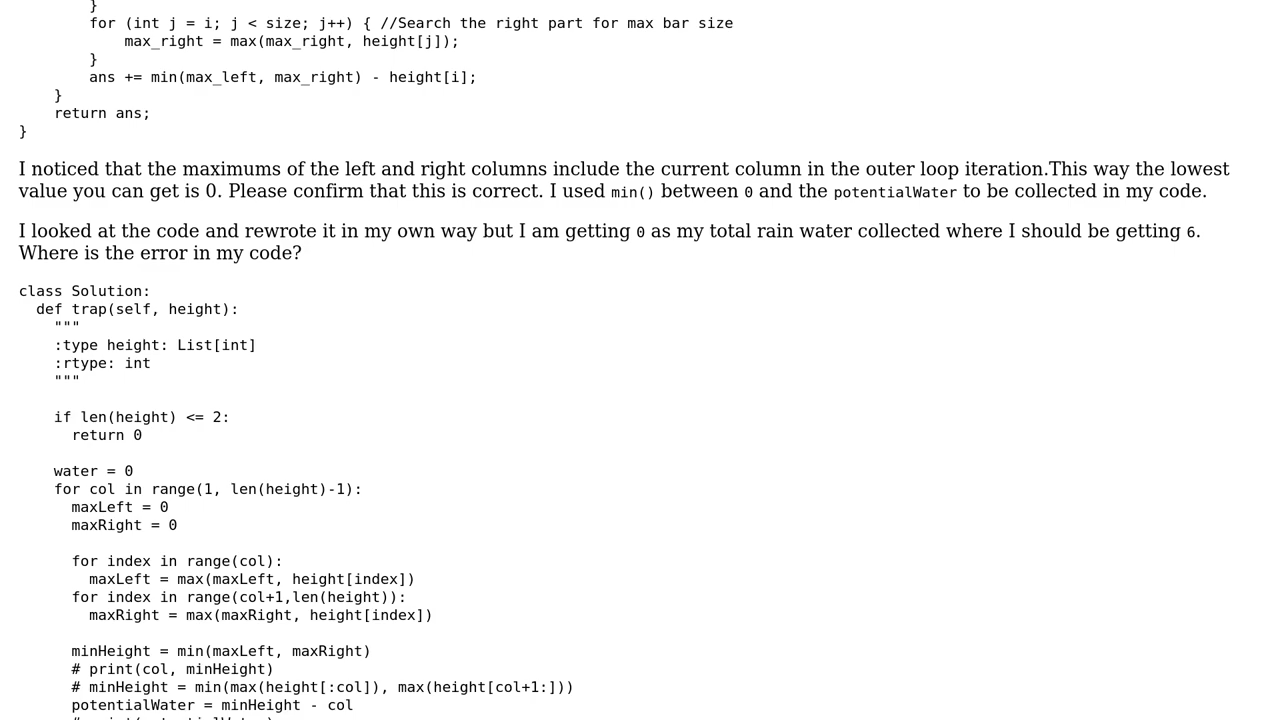 }
        for (int j = i; j < size; j++) { //Search the right part for max bar size
            max_right = max(max_right, height[j]);
        }
        ans += min(max_left, max_right) - height[i];
    }
    return ans;
}
I noticed that the maximums of the left and right columns include the current column in the outer loop iteration.This way the lowest
value you can get is 0. Please confirm that this is correct. I used min() between 0 and the potentialWater to be collected in my code.
I looked at the code and rewrote it in my own way but I am getting 0 as my total rain water collected where I should be getting 6.
Where is the error in my code?
class Solution:
  def trap(self, height):
    """
    :type height: List[int]
    :rtype: int
    """
    if len(height) <= 2:
      return 0
    water = 0
    for col in range(1, len(height)-1):
      maxLeft = 0
      maxRight = 0
      for index in range(col):
        maxLeft = max(maxLeft, height[index])
      for index in range(col+1,len(height)):
        maxRight = max(maxRight, height[index])
      minHeight = min(maxLeft, maxRight)
      # print(col, minHeight)
      # minHeight = min(max(height[:col]), max(height[col+1:]))
      potentialWater = minHeight - col